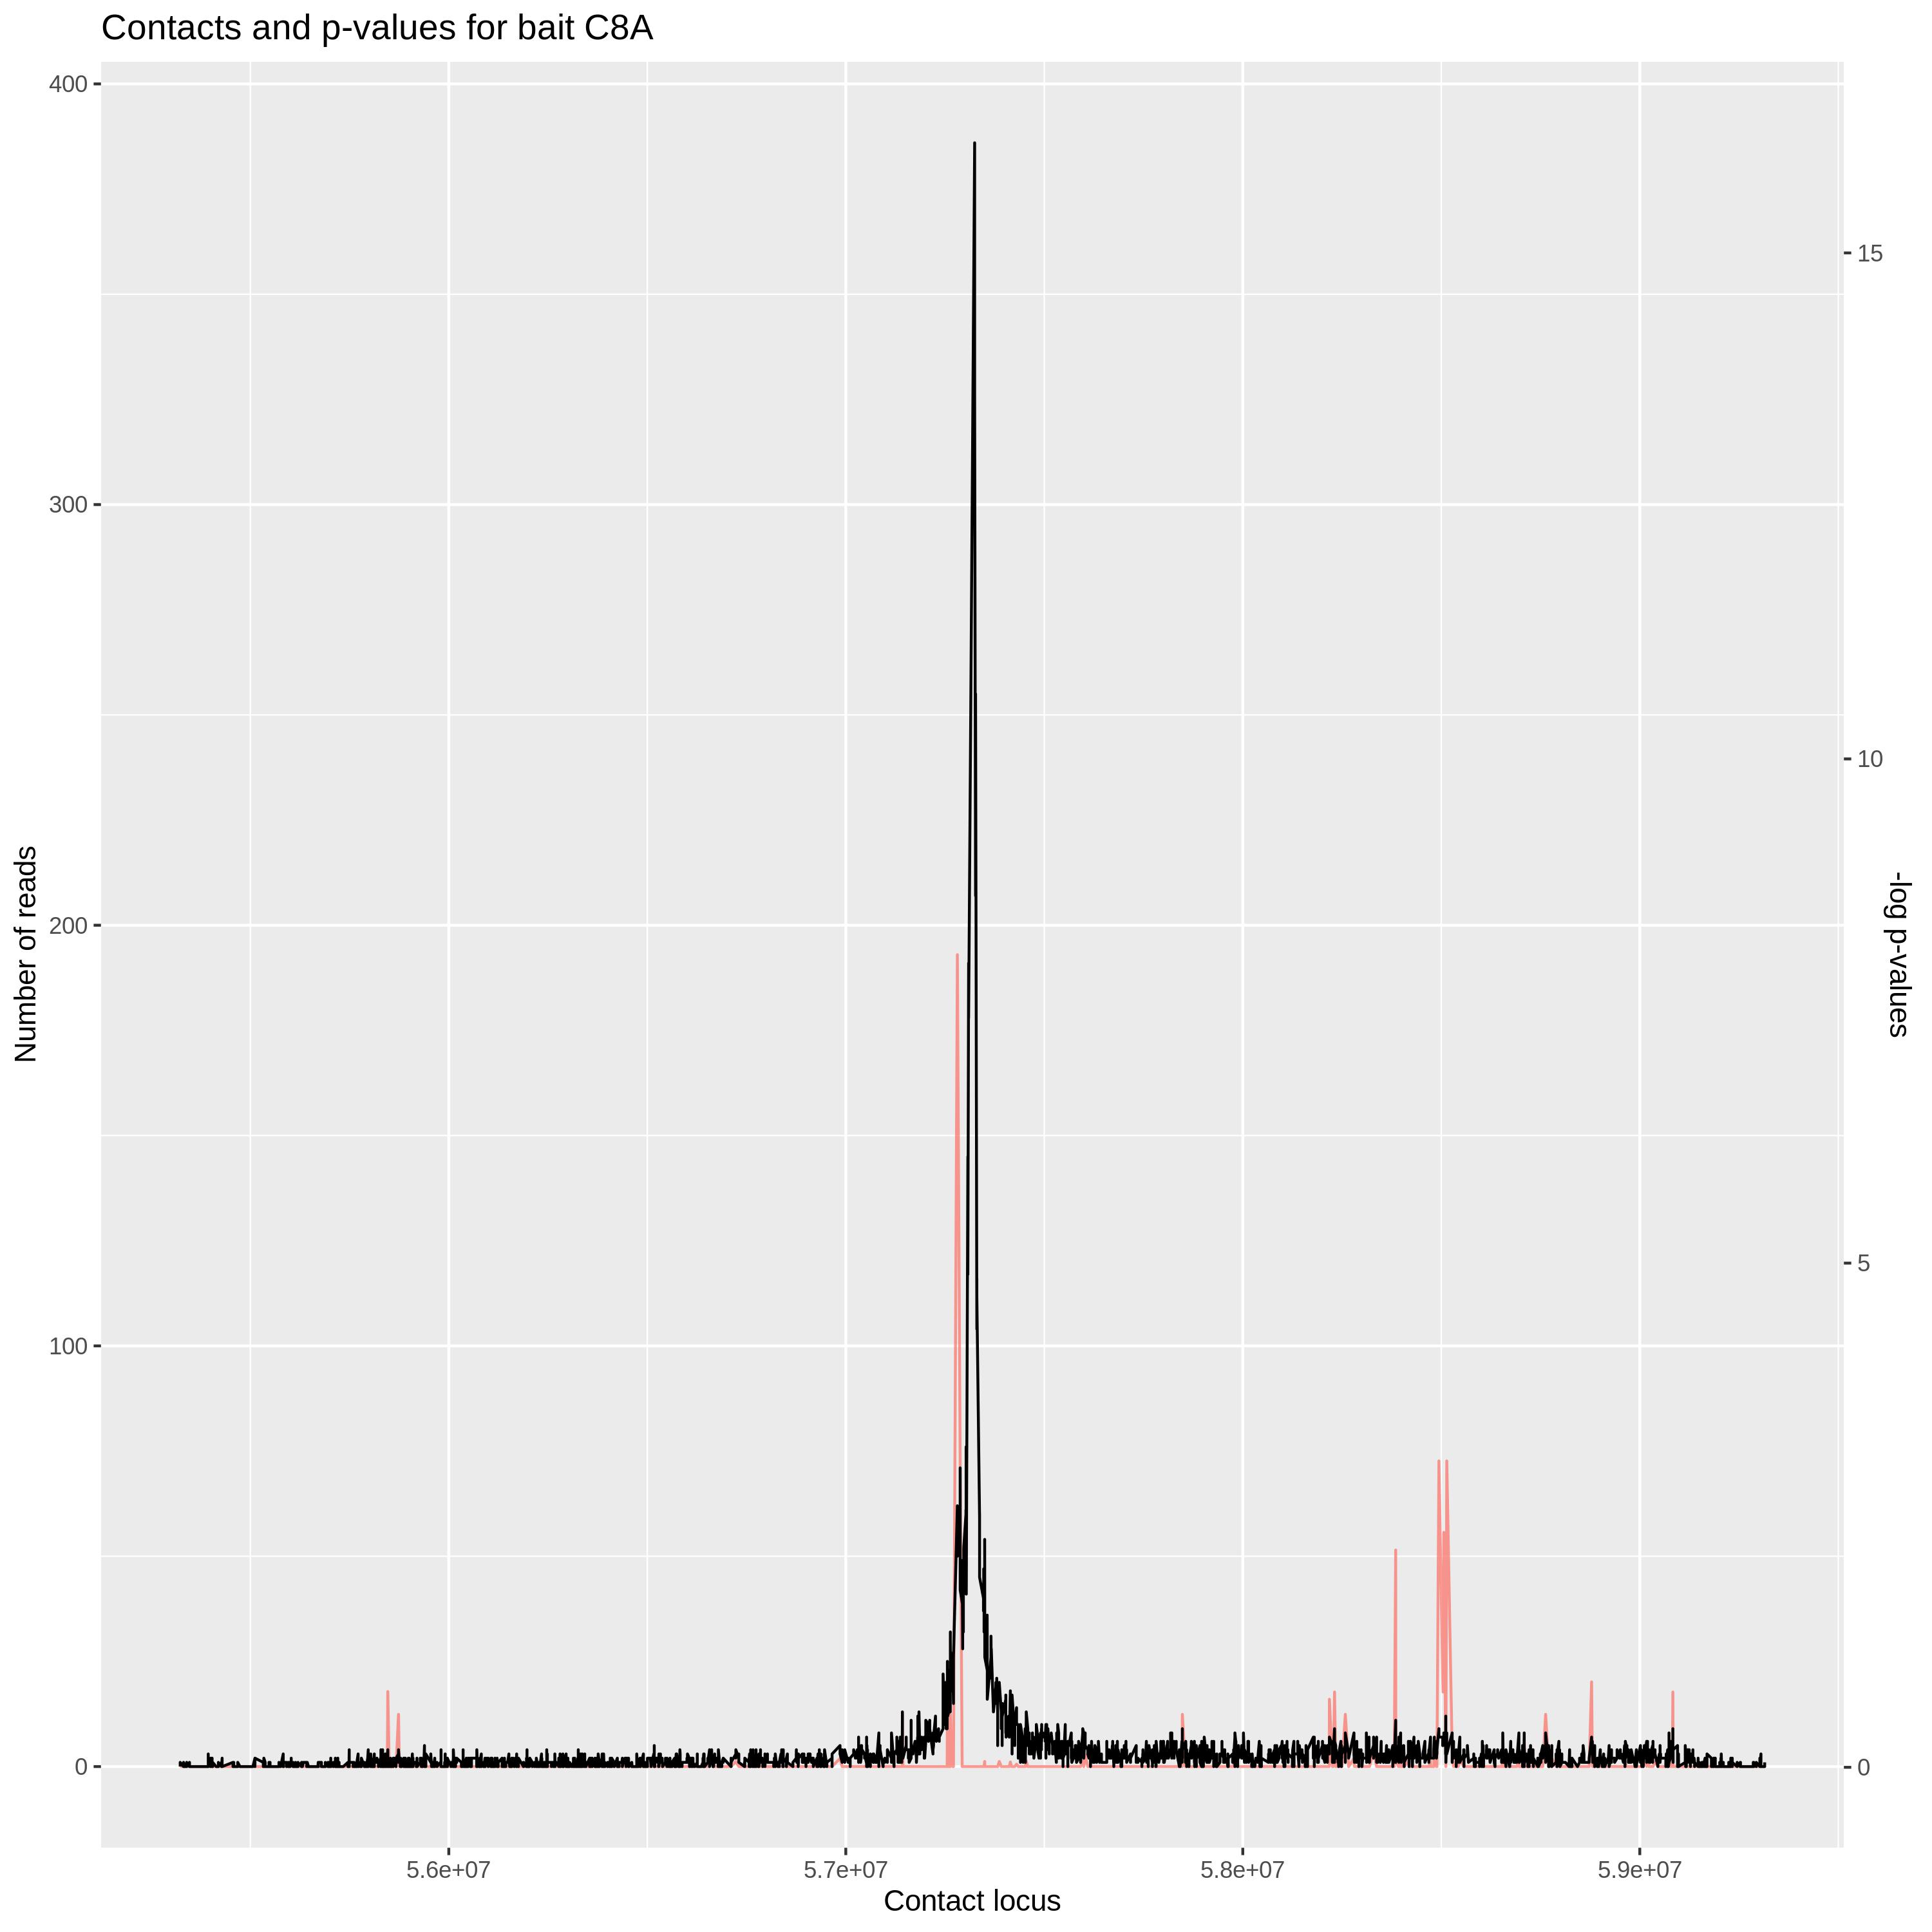 Contacts and p-values for bait C8A
400
300
200
100
0
Number of reads
15
10
5
0
-log p-values
5.6e+07
5.7e+07
5.8e+07
5.9e+07
Contact locus